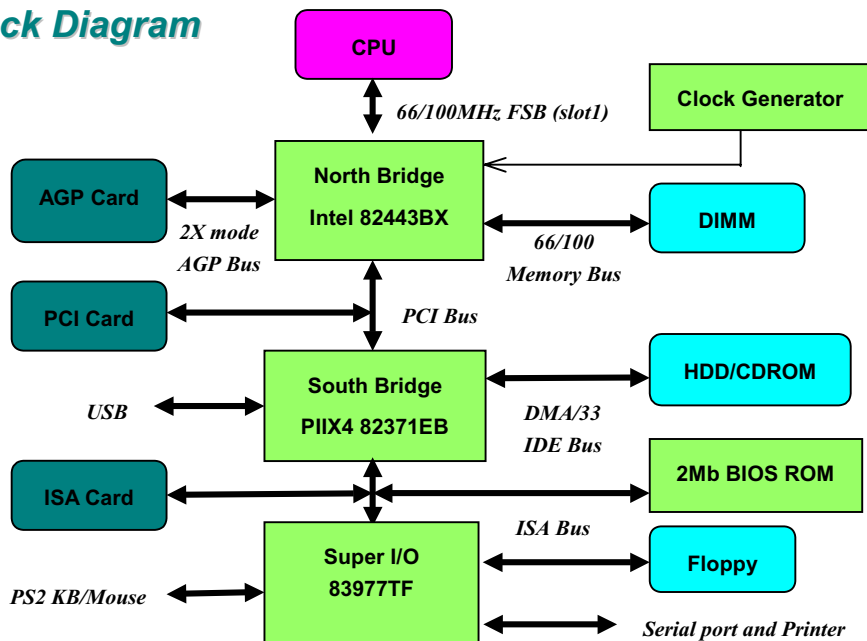 ck Diagram
CPU
66/100MHz FSB (slot1)
Clock Generator
North Bridge
Intel 82443BX
AGP Card
2X mode
AGP Bus
DIMM
66/100
Memory Bus
PCI Card
PCI Bus
South Bridge
PIIX4 82371EB
HDD/CDROM
USB
DMA/33
IDE Bus
ISA Card
2Mb BIOS ROM
ISA Bus
Super I/O
83977TF
Floppy
PS2 KB/Mouse
Serial port and Printer